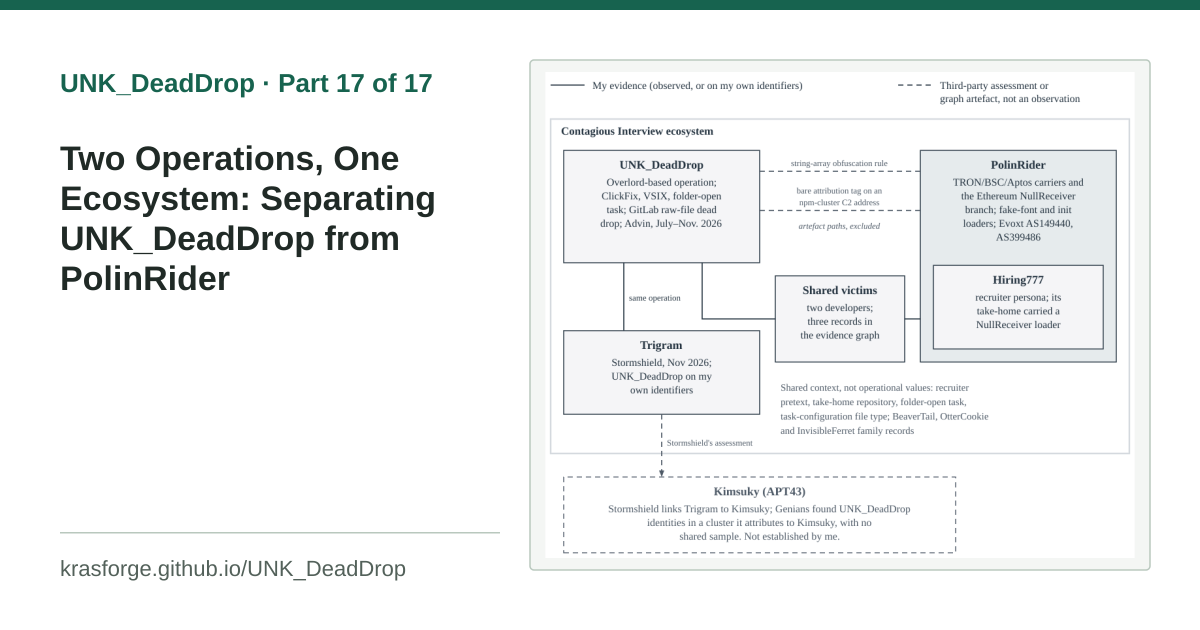 UNK_DeadDrop · Part 17 of 17
Two Operations, One
Ecosystem: Separating
UNK_DeadDrop from
PolinRider
krasforge.github.io/UNK_DeadDrop
My evidence (observed, or on my own identifiers)
Third-party assessment or
graph artefact, not an observation
Contagious Interview ecosystem
UNK_DeadDrop
Overlord-based operation;
ClickFix, VSIX, folder-open
task; GitLab raw-file dead
drop; Advin, July–Nov. 2026
string-array obfuscation rule
bare attribution tag on an
npm-cluster C2 address
artefact paths, excluded
PolinRider
TRON/BSC/Aptos carriers and
the Ethereum NullReceiver
branch; fake-font and init
loaders; Evoxt AS149440,
AS399486
Hiring777
recruiter persona; its
take-home carried a
NullReceiver loader
same operation
Shared victims
two developers;
three records in
the evidence graph
Trigram
Stormshield, Nov 2026;
UNK_DeadDrop on my
own identifiers
Shared context, not operational values: recruiter
pretext, take-home repository, folder-open task,
task-configuration file type; BeaverTail, OtterCookie
and InvisibleFerret family records
Stormshield's assessment
Kimsuky (APT43)
Stormshield links Trigram to Kimsuky; Genians found UNK_DeadDrop
identities in a cluster it attributes to Kimsuky, with no
shared sample. Not established by me.